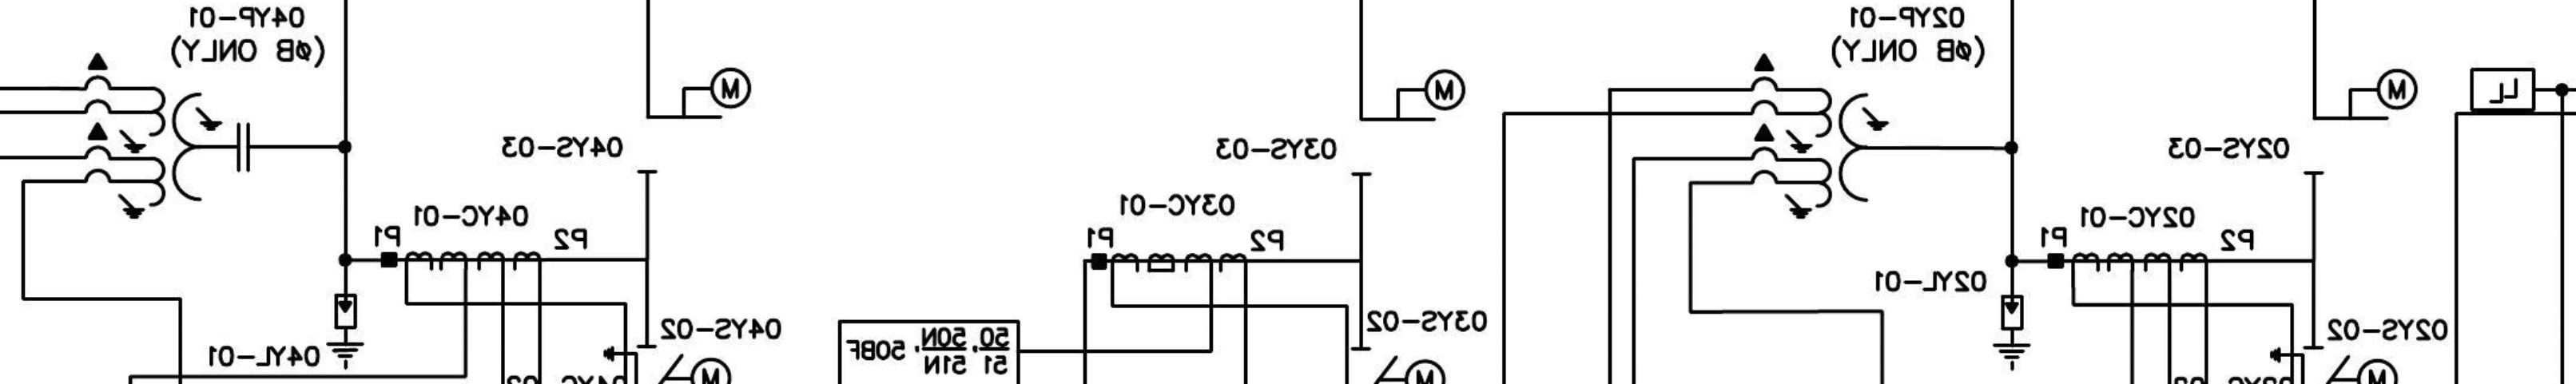 04YP-01
(øB ONLY)
M
04YS-03
04YC-01
P1
P2
04YL-01
04YS-02
M
M
03YS-03
03YC-01
P1
P2
03YS-02
50, 50N, 50BF
51 51N
M
02YP-01
(øB ONLY)
M
LL
02YS-03
02YC-01
P1
P2
02YL-01
02YS-02
M